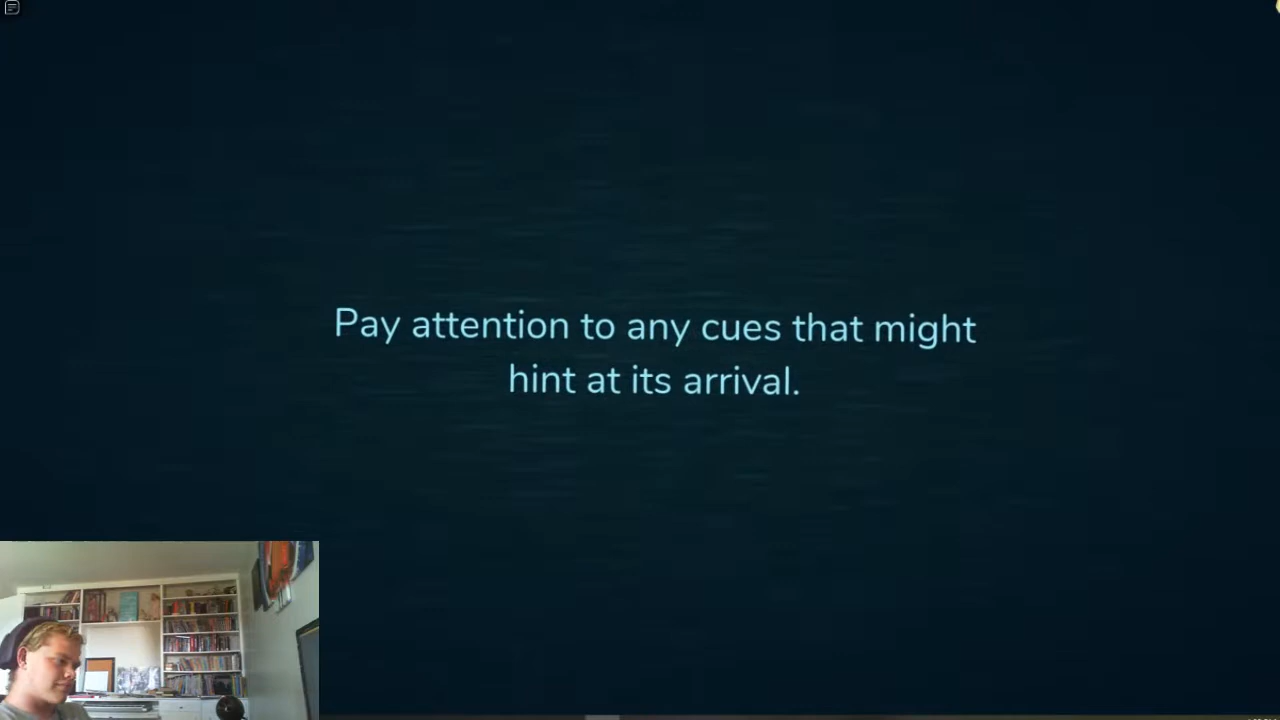 Pay attention to any cues that might
hint at its arrival.